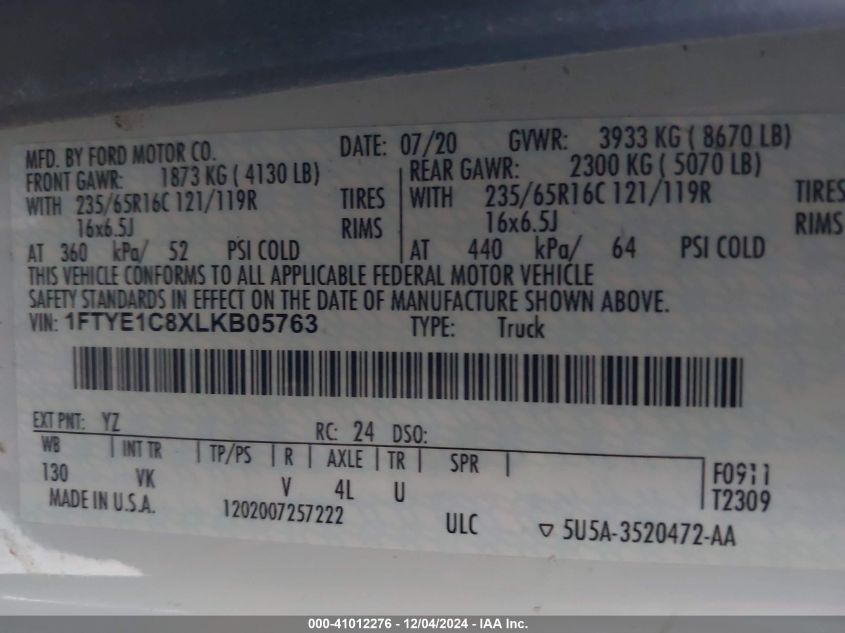 MFD. BY FORD MOTOR CO. DATE: 07/20 GVWR: 3933 KG ( 8670 LB)
FRONT GAWR: 1873 KG ( 4130 LB) REAR GAWR: 2300 KG ( 5070 LB)
WITH 235/65R16C 121/119R TIRES WITH 235/65R16C 121/119R TIRES
16x6.5J RIMS 16x6.5J RIMS
AT 360 kPa/ 52 PSI COLD AT 440 kPa/ 64 PSI COLD
THIS VEHICLE CONFORMS TO ALL APPLICABLE FEDERAL MOTOR VEHICLE
SAFETY STANDARDS IN EFFECT ON THE DATE OF MANUFACTURE SHOWN ABOVE.
VIN: 1FTYE1C8XLKB05763 TYPE: Truck
EXT PNT: YZ RC: 24 DSO:
WB INT TR TP/PS R AXLE TR SPR F0911
130 VK V 4L U T2309
MADE IN U.S.A. 1202007257222 ULC 5U5A-3520472-AA
000-41012276 - 12/04/2024 - IAA Inc.